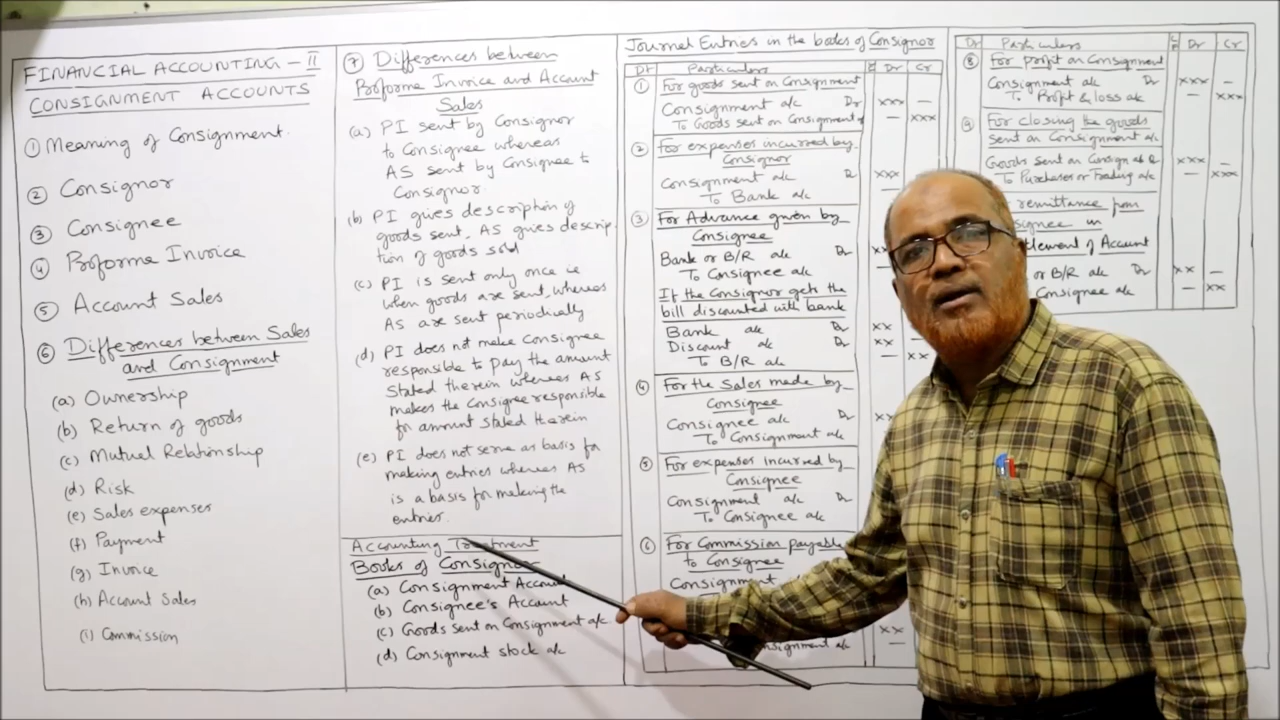 FINANCIAL ACCOUNTING - II
CONSIGNMENT ACCOUNTS
① Meaning of Consignment.
② Consignor
③ Consignee
④ Proforma Invoice
⑤ Account Sales
⑥ Differences between Sales
and Consignment
(a) Ownership
(b) Return of goods
(c) Mutual Relationship
(d) Risk
(e) Sales expenses
(f) Payment
(g) Invoice
(h) Account Sales
(i) Commission
⑦ Differences between
Proforma Invoice and Account
Sales
(a) PI sent by Consignor
to Consignee whereas
AS sent by Consignee to
Consignor.
(b) PI gives description of
goods sent, AS gives descrip-
tion of goods sold
(c) PI is sent only once ie
when goods are sent, whereas
AS are sent periodically
(d) PI does not make Consignee
responsible to pay the amount
stated therein whereas AS
makes the Consignee responsible
for amount stated therein
(e) PI does not serve as basis for
making entries whereas AS
is a basis for making the
entries.
Accounting Treatment
Books of Consignor
(a) Consignment Account
(b) Consignee's Account
(c) Goods sent on Consignment a/c.
(d) Consignment stock a/c
Journal Entries in the books of Consignor
Dt Particulars Dr Cr
① For goods sent on Consignment
Consignment a/c Dr xxx –
To Goods sent on Consignment – xxx
② For expenses incurred by
Consignor
Consignment a/c D xxx
To Bank a/c
③ For Advance given by
Consignee
Bank or B/R a/c
To Consignee a/c
If the Consignor gets the
bill discounted with bank
Bank a/c Dr xx
Discount a/c Dr xx
To B/R a/c – xx
④ For the Sales made by
Consignee
Consignee a/c Dr
To Consignment a/c
⑤ For expenses incurred by
Consignee
Consignment a/c Dr
To Consignee a/c
⑥ For Commission payable
to Consignee
Consignment
xx
Dt Particulars LF Dr Cr
⑧ For profit on Consignment
Consignment a/c Dr xxx –
To Profit & loss a/c – xxx
⑨ For closing the goods
sent on Consignment a/c
Goods sent on Consign a/c xxx –
To Purchases or Trading a/c – xxx
remittance from
in
Account
or B/R a/c Dr xx –
Consignee a/c – xx